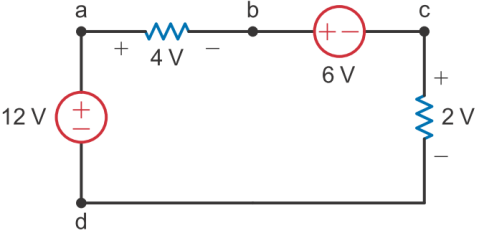 a b c
+ 4 V − + −
6 V
12 V + − + 2 V −
d